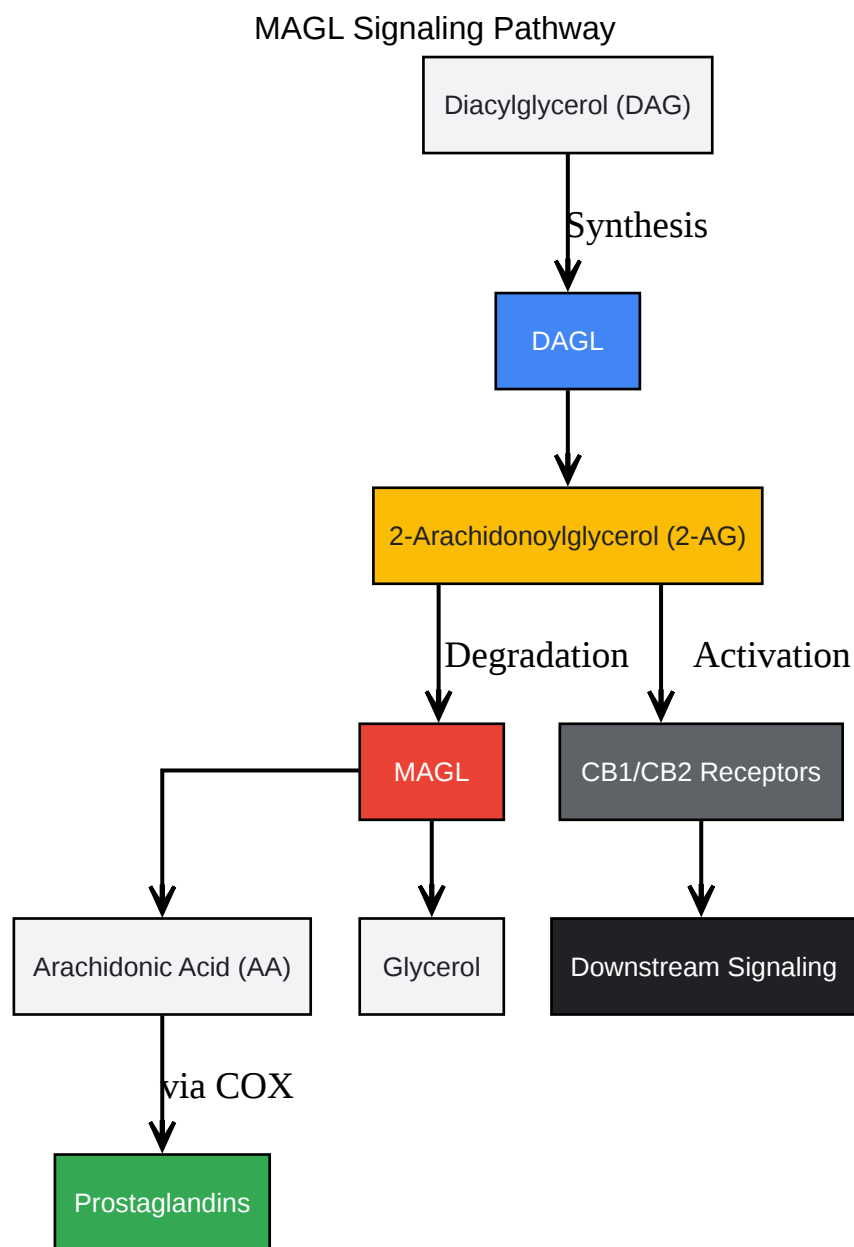 MAGL Signaling Pathway
Diacylglycerol (DAG)
Synthesis
DAGL
2-Arachidonoylglycerol (2-AG)
Degradation
Activation
MAGL
CB1/CB2 Receptors
Arachidonic Acid (AA)
Glycerol
Downstream Signaling
via COX
Prostaglandins